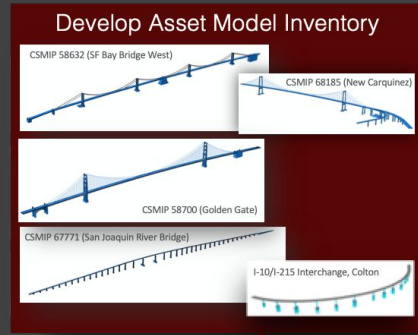 Develop Asset Model Inventory
CSMIP 58632 (SF Bay Bridge West)
CSMIP 68185 (New Carquinez)
CSMIP 58700 (Golden Gate)
CSMIP 67771 (San Joaquin River Bridge)
I-10/I-215 Interchange, Colton